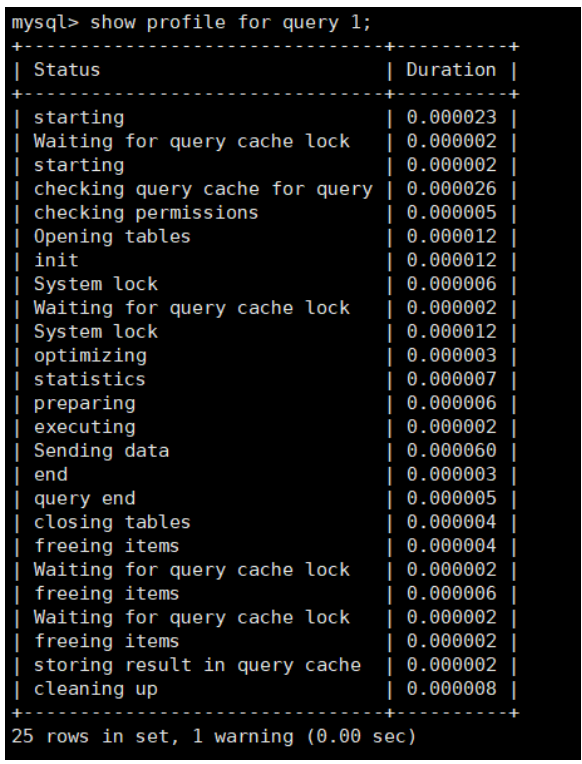 mysql> show profile for query 1;
+--------------------------------+----------+
| Status                         | Duration |
+--------------------------------+----------+
| starting                       | 0.000023 |
| Waiting for query cache lock   | 0.000002 |
| starting                       | 0.000002 |
| checking query cache for query | 0.000026 |
| checking permissions           | 0.000005 |
| Opening tables                 | 0.000012 |
| init                           | 0.000012 |
| System lock                    | 0.000006 |
| Waiting for query cache lock   | 0.000002 |
| System lock                    | 0.000012 |
| optimizing                     | 0.000003 |
| statistics                     | 0.000007 |
| preparing                      | 0.000006 |
| executing                      | 0.000002 |
| Sending data                   | 0.000060 |
| end                            | 0.000003 |
| query end                      | 0.000005 |
| closing tables                 | 0.000004 |
| freeing items                  | 0.000004 |
| Waiting for query cache lock   | 0.000002 |
| freeing items                  | 0.000006 |
| Waiting for query cache lock   | 0.000002 |
| freeing items                  | 0.000002 |
| storing result in query cache  | 0.000002 |
| cleaning up                    | 0.000008 |
+--------------------------------+----------+
25 rows in set, 1 warning (0.00 sec)